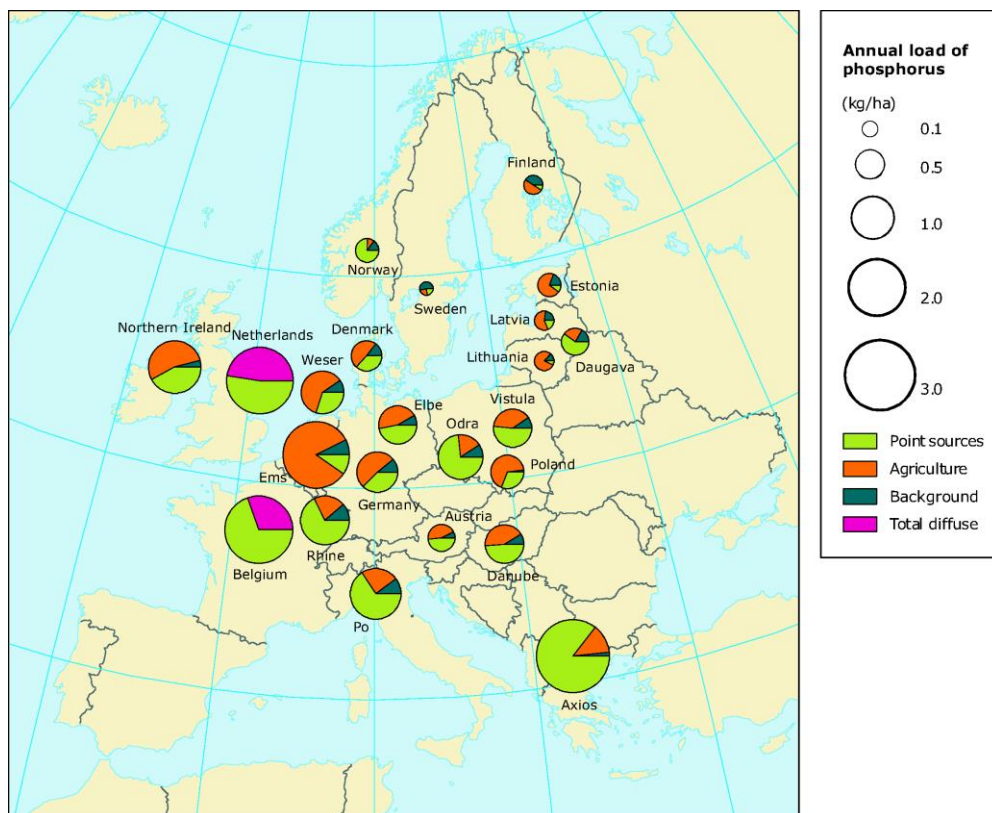 Finland
Norway
Sweden
Estonia
Latvia
Lithuania
Daugava
Northern Ireland
Netherlands
Denmark
Weser
Elbe
Vistula
Odra
Poland
Ems
Germany
Austria
Rhine
Belgium
Danube
Po
Axios
Annual load of
phosphorus
(kg/ha)
0.1
0.5
1.0
2.0
3.0
Point sources
Agriculture
Background
Total diffuse